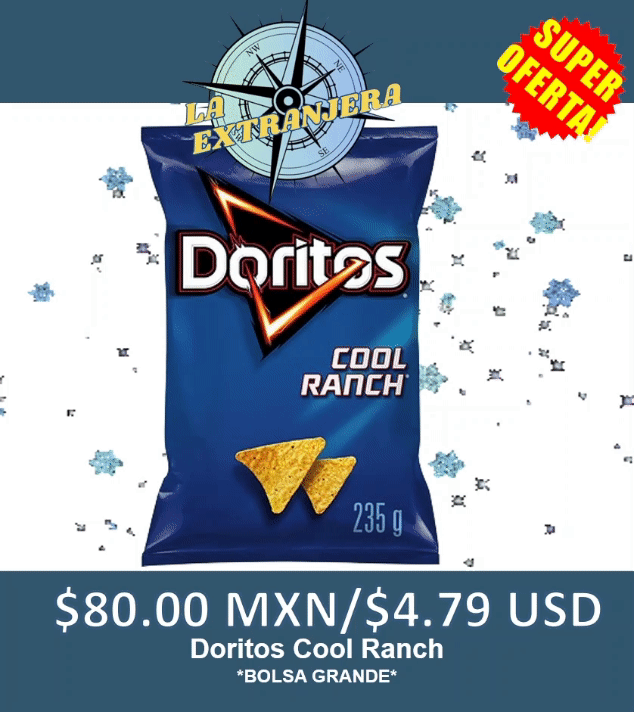 NW
NE
SE
LA
EXTRANJERA
SUPER
OFERTA!
Doritos
COOL
RANCH
235 g
$80.00 MXN/$4.79 USD
Doritos Cool Ranch
*BOLSA GRANDE*